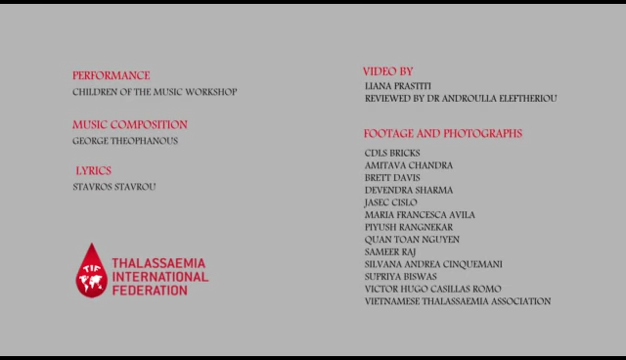 PERFORMANCE
CHILDREN OF THE MUSIC WORKSHOP
MUSIC COMPOSITION
GEORGE THEOPHANOUS
LYRICS
STAVROS STAVROU
TIF
THALASSAEMIA
INTERNATIONAL
FEDERATION
VIDEO BY
LIANA PRASTITI
REVIEWED BY DR ANDROULLA ELEFTHERIOU
FOOTAGE AND PHOTOGRAPHS
CDLS BRICKS
AMITAVA CHANDRA
BRETT DAVIS
DEVENDRA SHARMA
JASEC CISLO
MARIA FRANCESCA AVILA
PIYUSH RANGNEKAR
QUAN TOAN NGUYEN
SAMEER RAJ
SILVANA ANDREA CINQUEMANI
SUPRIYA BISWAS
VICTOR HUGO CASILLAS ROMO
VIETNAMESE THALASSAEMIA ASSOCIATION